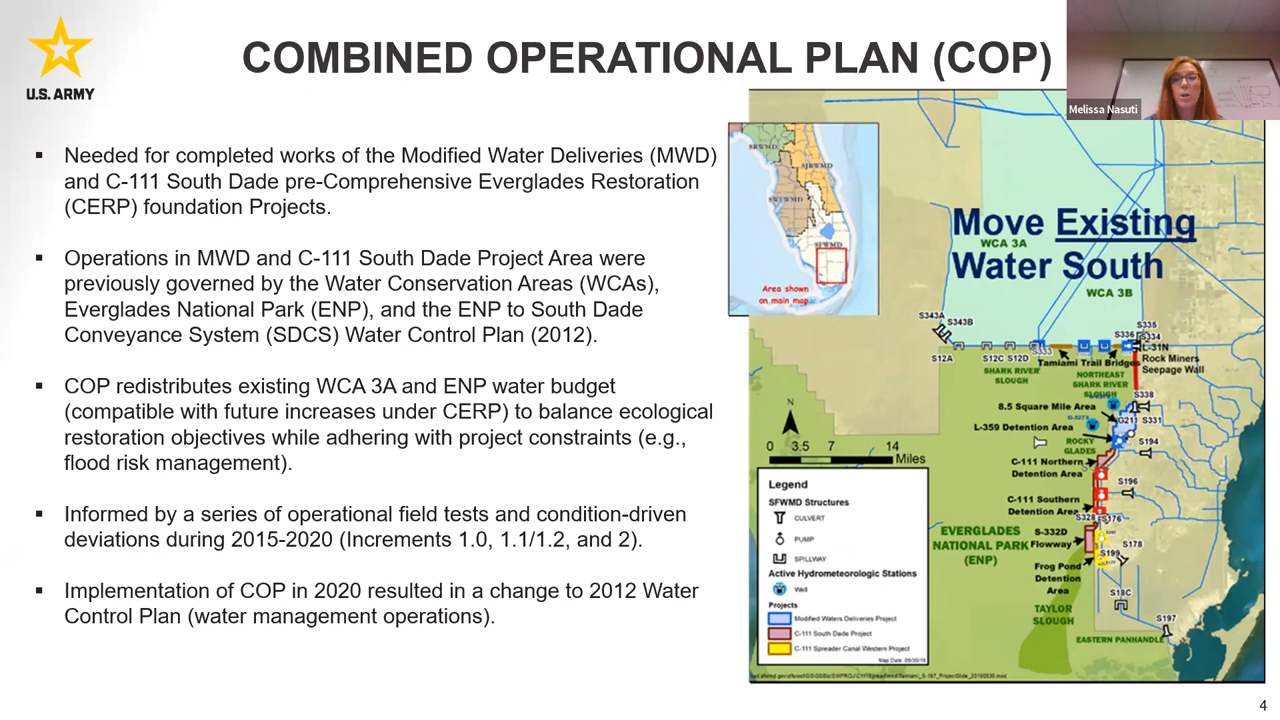 COMBINED OPERATIONAL PLAN (COP)
U.S. ARMY
Melissa Nasuti
▪ Needed for completed works of the Modified Water Deliveries (MWD)
and C-111 South Dade pre-Comprehensive Everglades Restoration
(CERP) foundation Projects.
▪ Operations in MWD and C-111 South Dade Project Area were
previously governed by the Water Conservation Areas (WCAs),
Everglades National Park (ENP), and the ENP to South Dade
Conveyance System (SDCS) Water Control Plan (2012).
▪ COP redistributes existing WCA 3A and ENP water budget
(compatible with future increases under CERP) to balance ecological
restoration objectives while adhering with project constraints (e.g.,
flood risk management).
▪ Informed by a series of operational field tests and condition-driven
deviations during 2015-2020 (Increments 1.0, 1.1/1.2, and 2).
▪ Implementation of COP in 2020 resulted in a change to 2012 Water
Control Plan (water management operations).
SRWMD
SJRWMD
SWFWMD
SFWMD
Area shown
on main map
Move Existing
WCA 3A
Water South
WCA 3B
S343A
S343B
S12A
S12C
S12D
S333
S336
S335
S334
L-31N
Rock Miners
Seepage Wall
Tamiami Trail Bridges
SHARK RIVER
SLOUGH
NORTHEAST
SHARK RIVER
SLOUGH
S338
8.5 Square Mile Area
G-3273
G211
S331
L-359 Detention Area
S194
ROCKY
GLADES
C-111 Northern
Detention Area
S196
C-111 Southern
Detention Area
S328
S176
EVERGLADES
NATIONAL PARK
(ENP)
S-332D
Flowway
S178
S199
Frog Pond
Detention
Area
S18C
TAYLOR
SLOUGH
S197
EASTERN PANHANDLE
N
0 3.5 7 14
Miles
Legend
SFWMD Structures
CULVERT
PUMP
SPILLWAY
Active Hydrometeorologic Stations
Well
Projects
Modified Waters Deliveries Project
C-111 South Dade Project
C-111 Spreader Canal Western Project
4